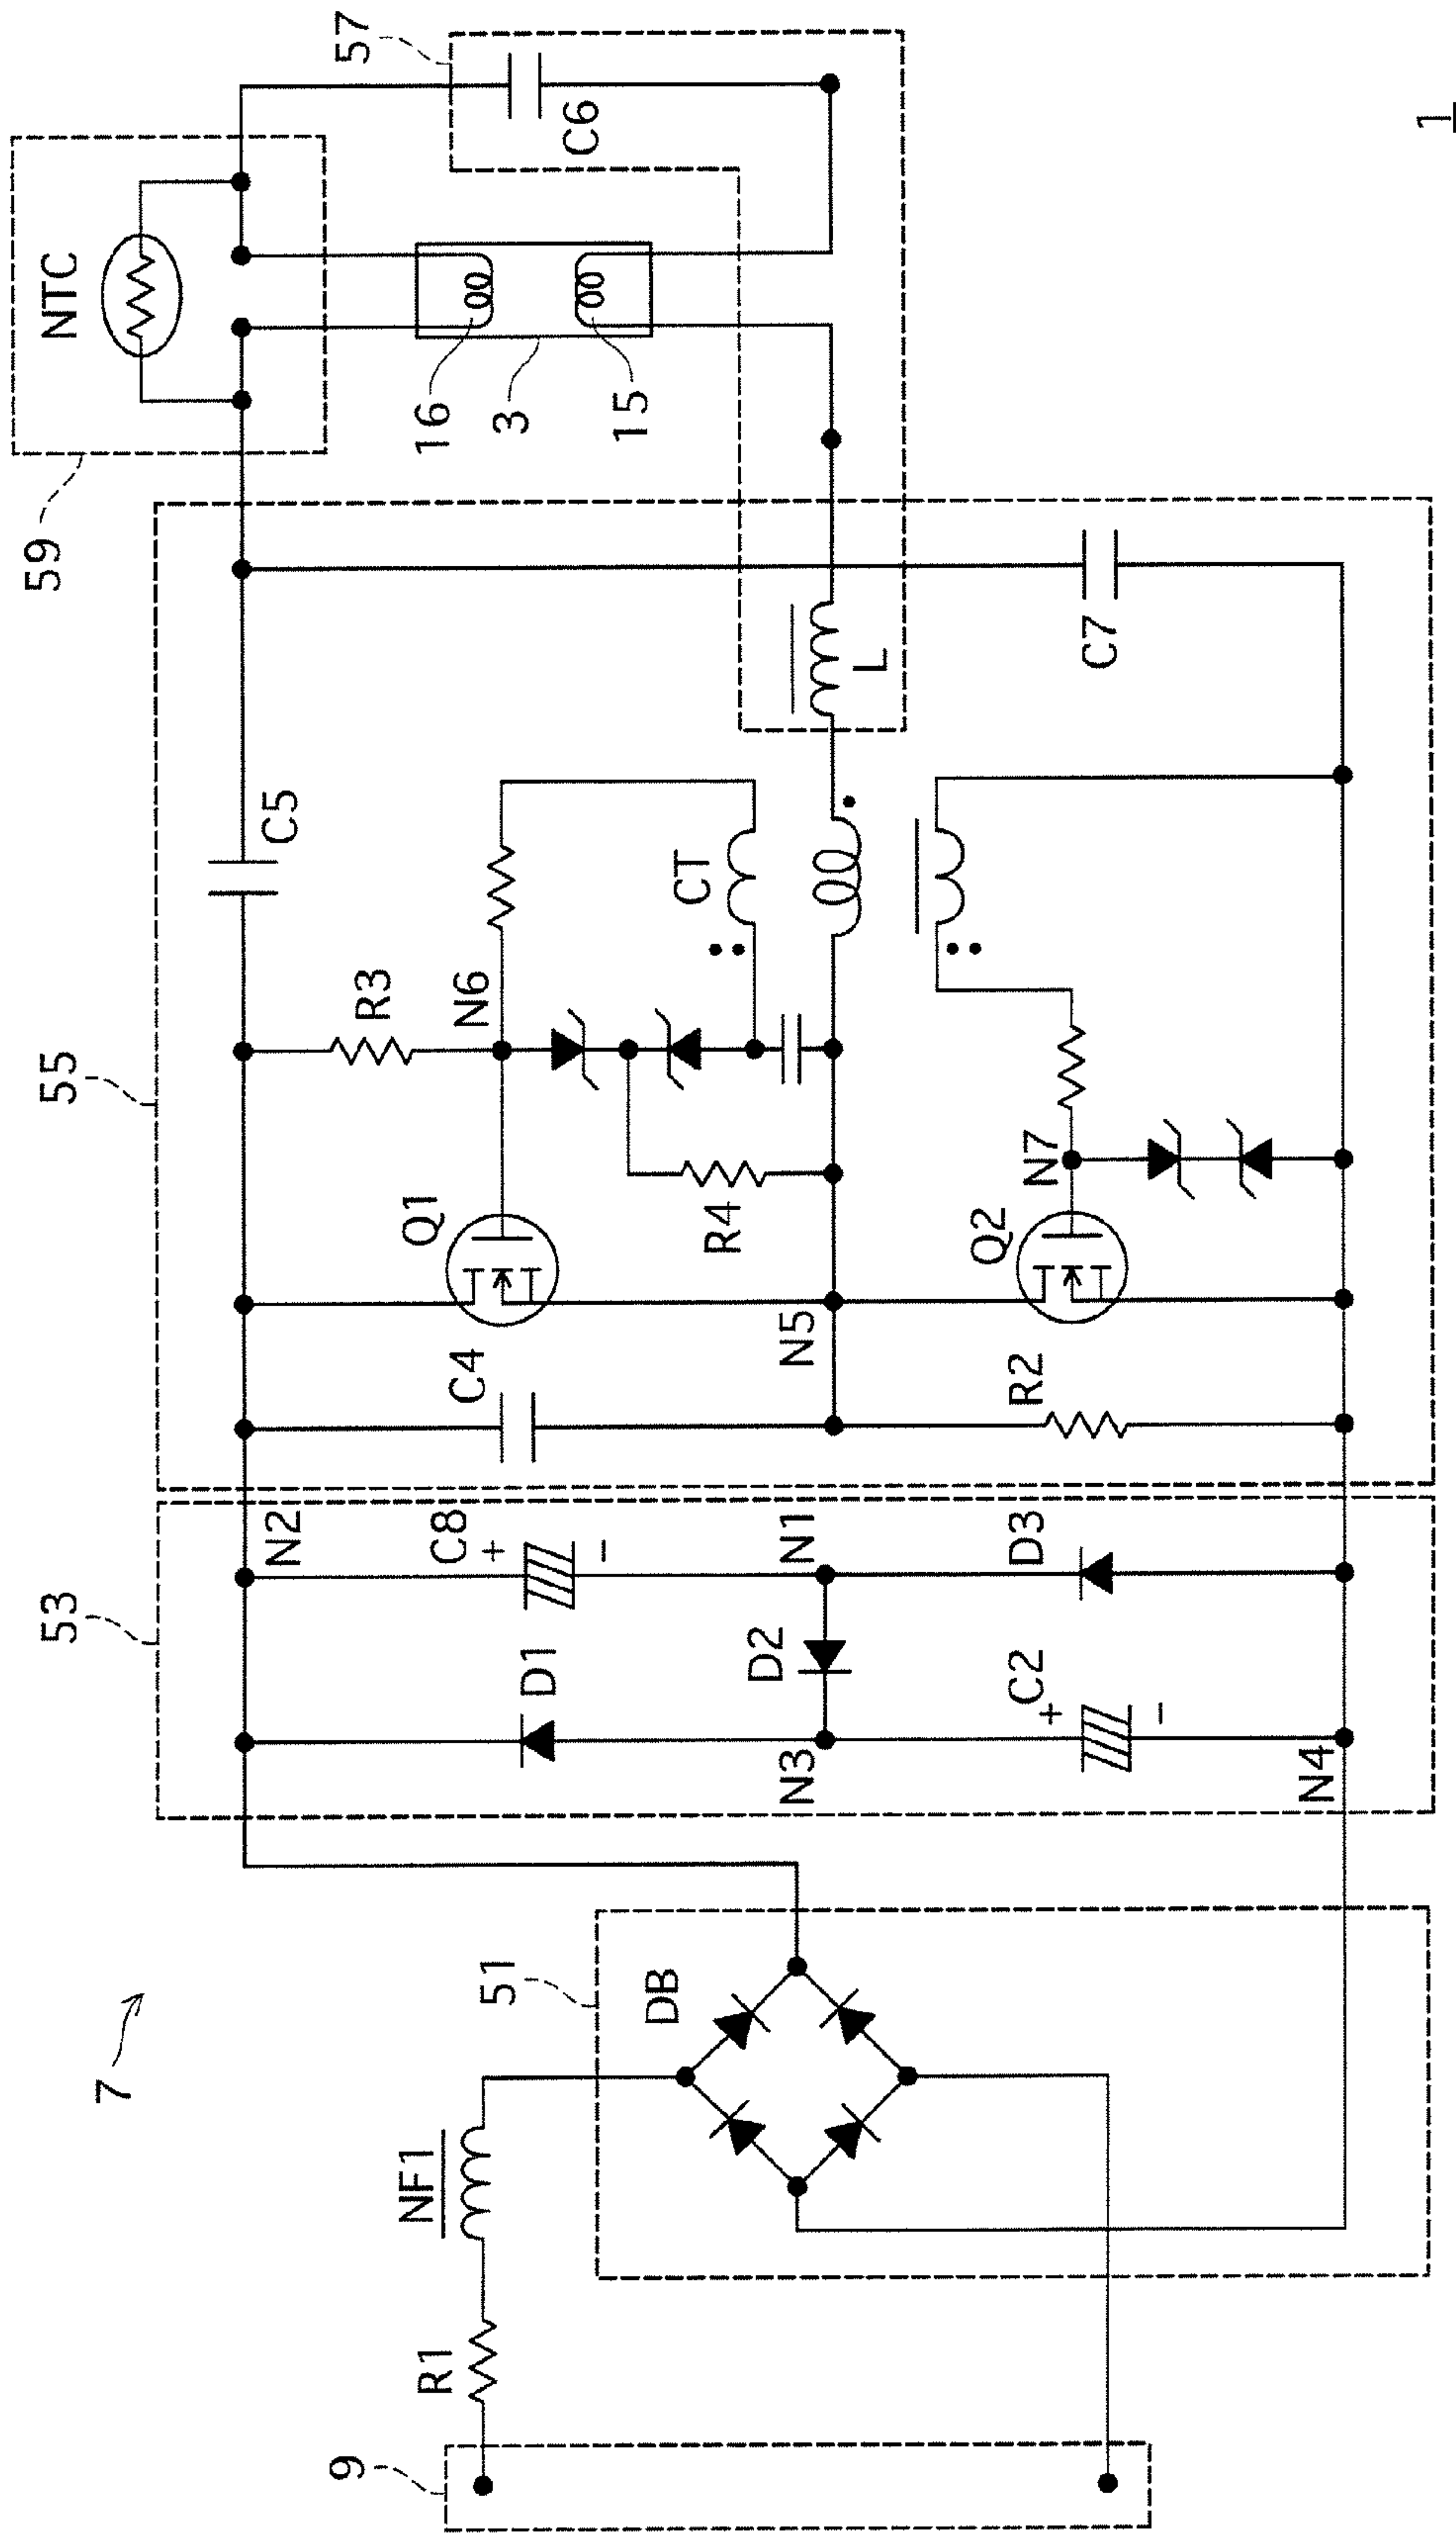 57
C6
1
NTC
16
3
15
59
C7
L
C5
55
CT
R3
N6
N7
Q1
R4
Q2
N5
C4
R2
53
N2
C8
+
−
N1
D3
D1
D2
C2
+
−
N3
N4
7
51
DB
NF1
R1
9